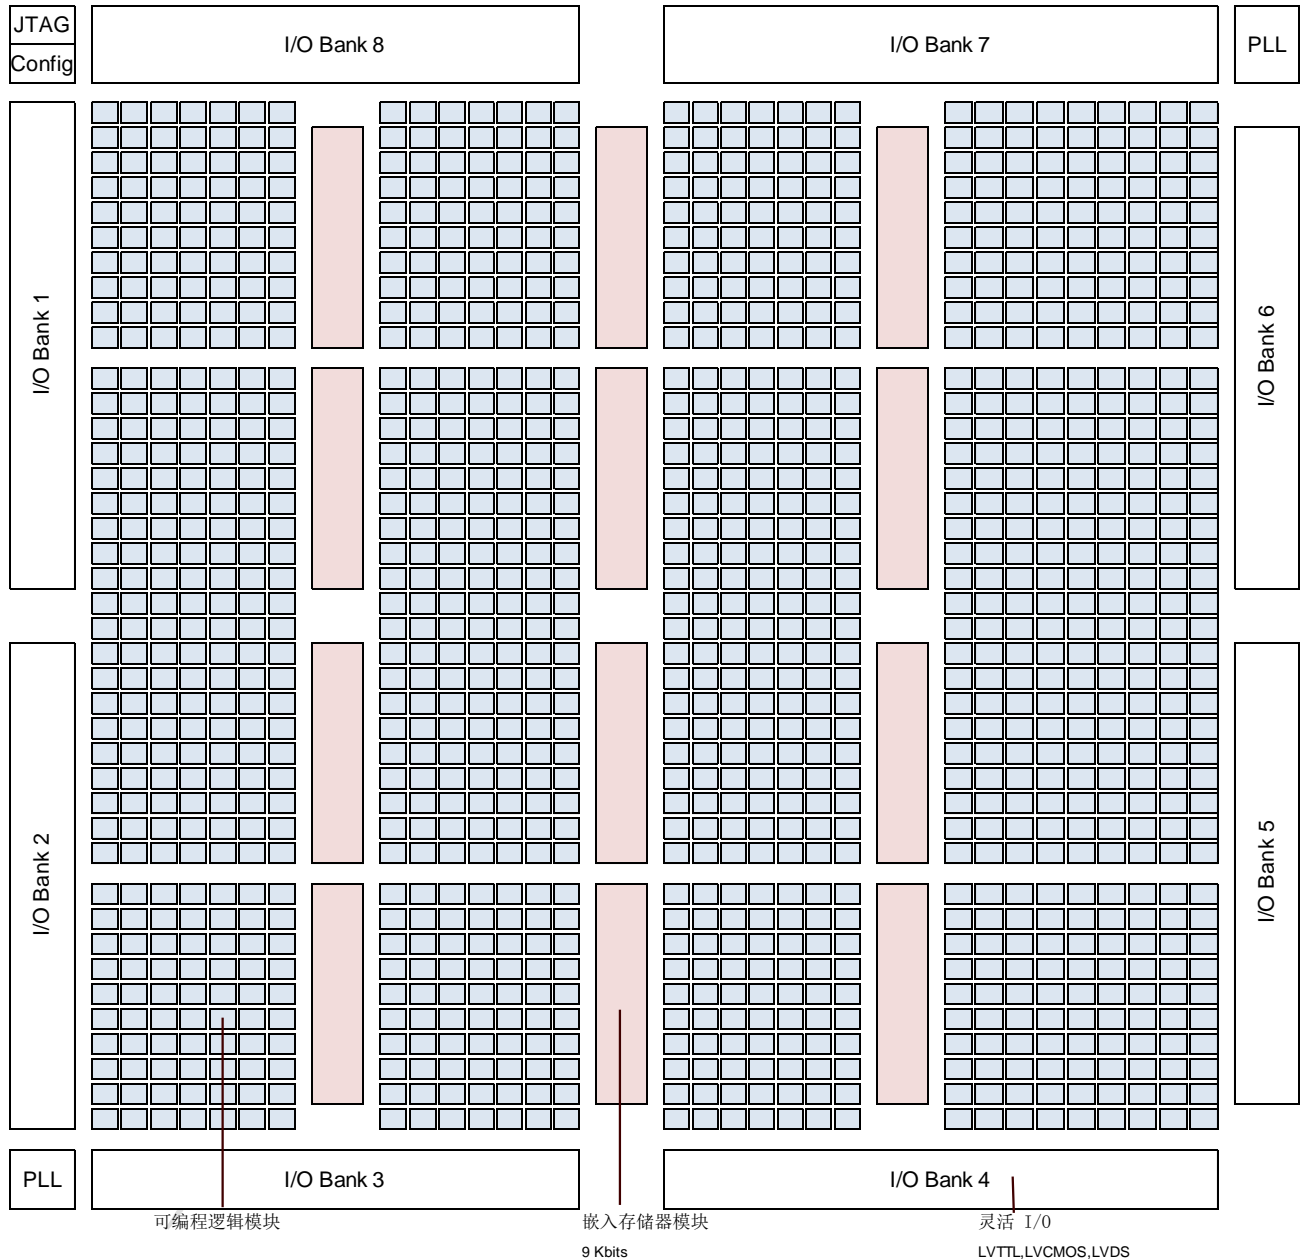 JTAG
Config
I/O Bank 8
I/O Bank 7
PLL
I/O Bank 1
I/O Bank 6
I/O Bank 2
I/O Bank 5
PLL
I/O Bank 3
I/O Bank 4
可编程逻辑模块
嵌入存储器模块
灵活 I/O
9 Kbits
LVTTL,LVCMOS,LVDS